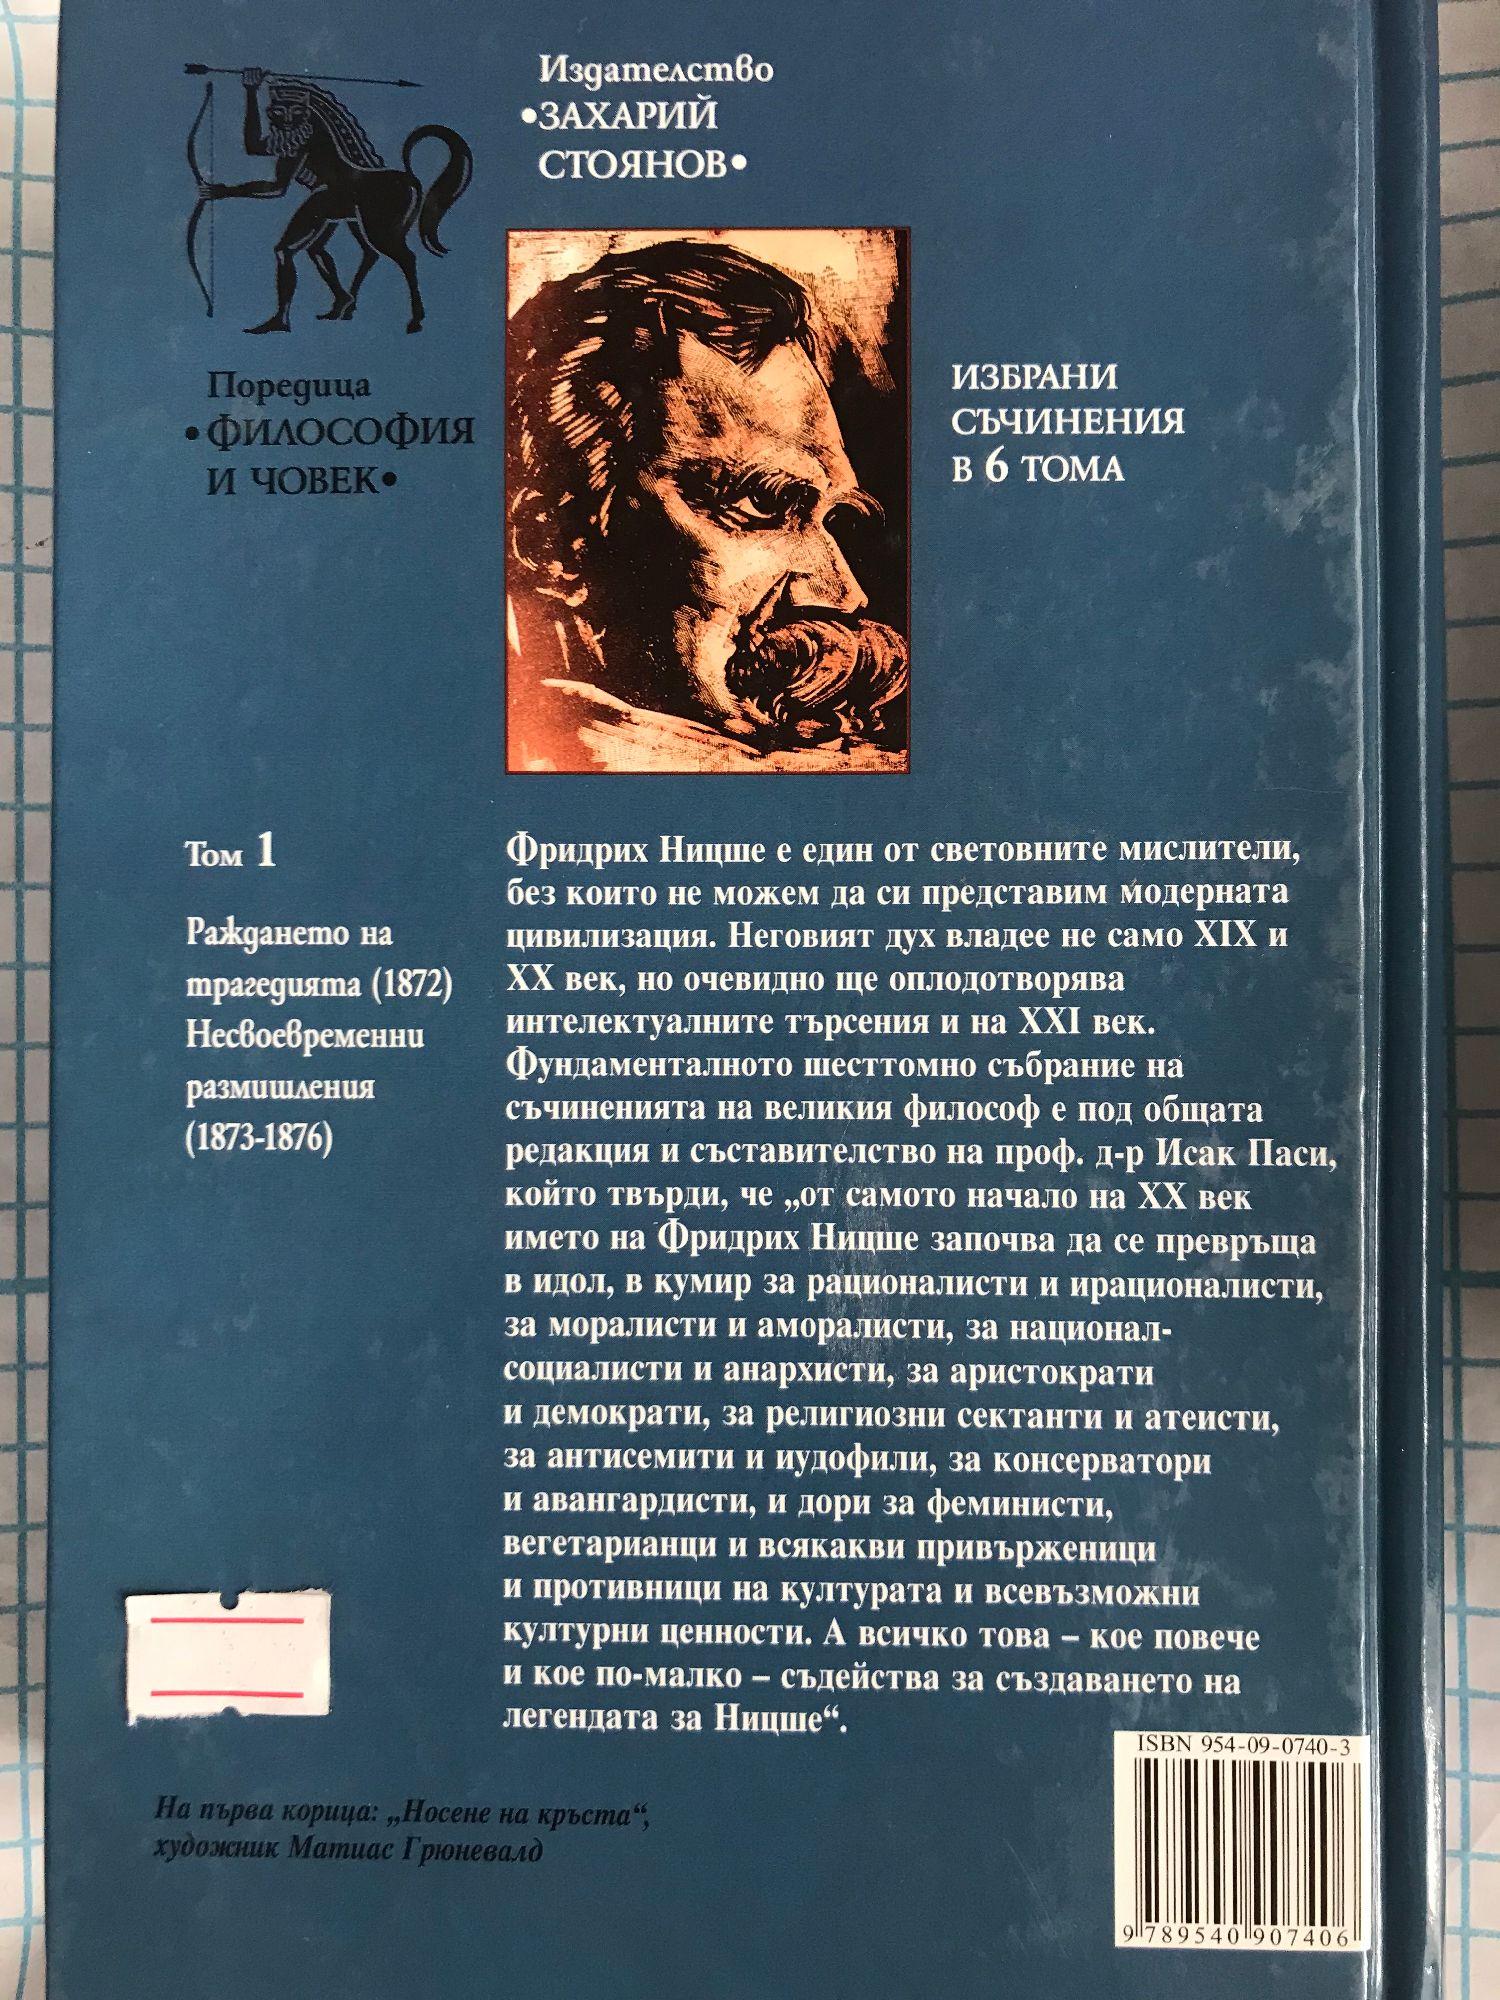 Издателство
•ЗАХАРИЙ
СТОЯНОВ•
Поредица
•ФИЛОСОФИЯ
И ЧОВЕК•
ИЗБРАНИ
СЪЧИНЕНИЯ
В 6 ТОМА
Том 1
Раждането на
трагедията (1872)
Несвоевременни
размишления
(1873-1876)
Фридрих Ницше е един от световните мислители,
без които не можем да си представим модерната
цивилизация. Неговият дух владее не само XIX и
XX век, но очевидно ще оплодотворява
интелектуалните търсения и на XXI век.
Фундаменталното шесттомно събрание на
съчиненията на великия философ е под общата
редакция и съставителство на проф. д-р Исак Паси,
който твърди, че „от самото начало на XX век
името на Фридрих Ницше започва да се превръща
в идол, в кумир за рационалисти и ирационалисти,
за моралисти и аморалисти, за национал-
социалисти и анархисти, за аристократи
и демократи, за религиозни сектанти и атеисти,
за антисемити и юдофили, за консерватори
и авангардисти, и дори за феминисти,
вегетарианци и всякакви привърженици
и противници на културата и всевъзможни
културни ценности. А всичко това – кое повече
и кое по-малко – съдейства за създаването на
легендата за Ницше“.
На първа корица: „Носене на кръста“,
художник Матиас Грюневалд
ISBN 954-09-0740-3
9 789540 907406